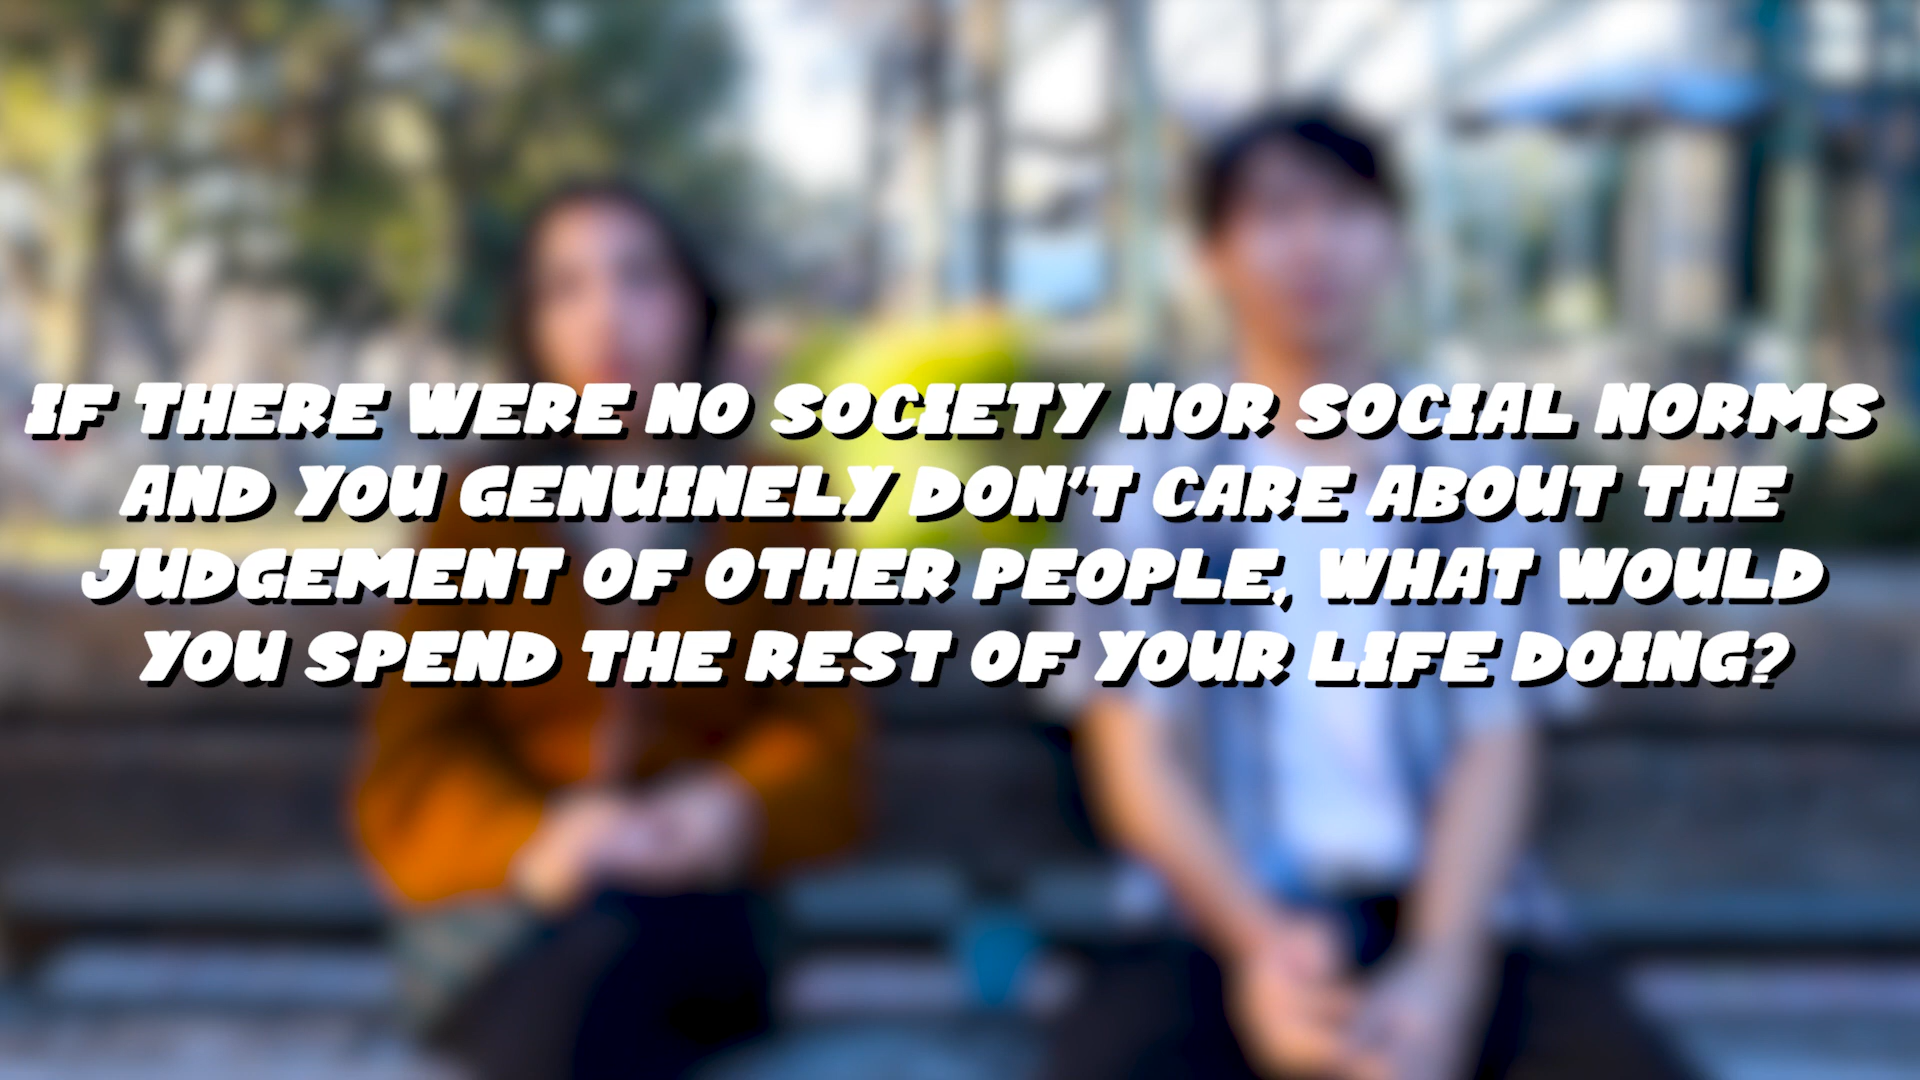 IF THERE WERE NO SOCIETY NOR SOCIAL NORMS
AND YOU GENUINELY DON'T CARE ABOUT THE
JUDGEMENT OF OTHER PEOPLE, WHAT WOULD
YOU SPEND THE REST OF YOUR LIFE DOING?